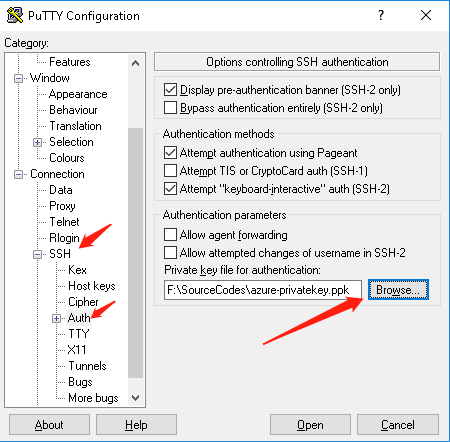 PuTTY Configuration
Category:
Features
Window
Appearance
Behaviour
Translation
Selection
Colours
Connection
Data
Proxy
Telnet
Rlogin
SSH
Kex
Host keys
Cipher
Auth
TTY
X11
Tunnels
Bugs
More bugs
Options controlling SSH authentication
Display pre-authentication banner (SSH-2 only)
Bypass authentication entirely (SSH-2 only)
Authentication methods
Attempt authentication using Pageant
Attempt TIS or CryptoCard auth (SSH-1)
Attempt "keyboard-interactive" auth (SSH-2)
Authentication parameters
Allow agent forwarding
Allow attempted changes of username in SSH-2
Private key file for authentication:
F:\SourceCodes\azure-privatekey.ppk
Browse...
About
Help
Open
Cancel